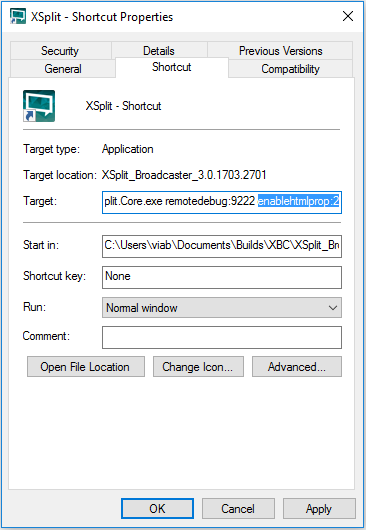 XSplit - Shortcut Properties
Security Details Previous Versions
General Shortcut Compatibility
XSplit - Shortcut
Target type: Application
Target location: XSplit_Broadcaster_3.0.1703.2701
Target: plit.Core.exe remotedebug:9222 enablehtmlprop:2
Start in: C:\Users\viab\Documents\Builds\XBC\XSplit_Bro
Shortcut key: None
Run: Normal window
Comment:
Open File Location Change Icon... Advanced...
OK Cancel Apply